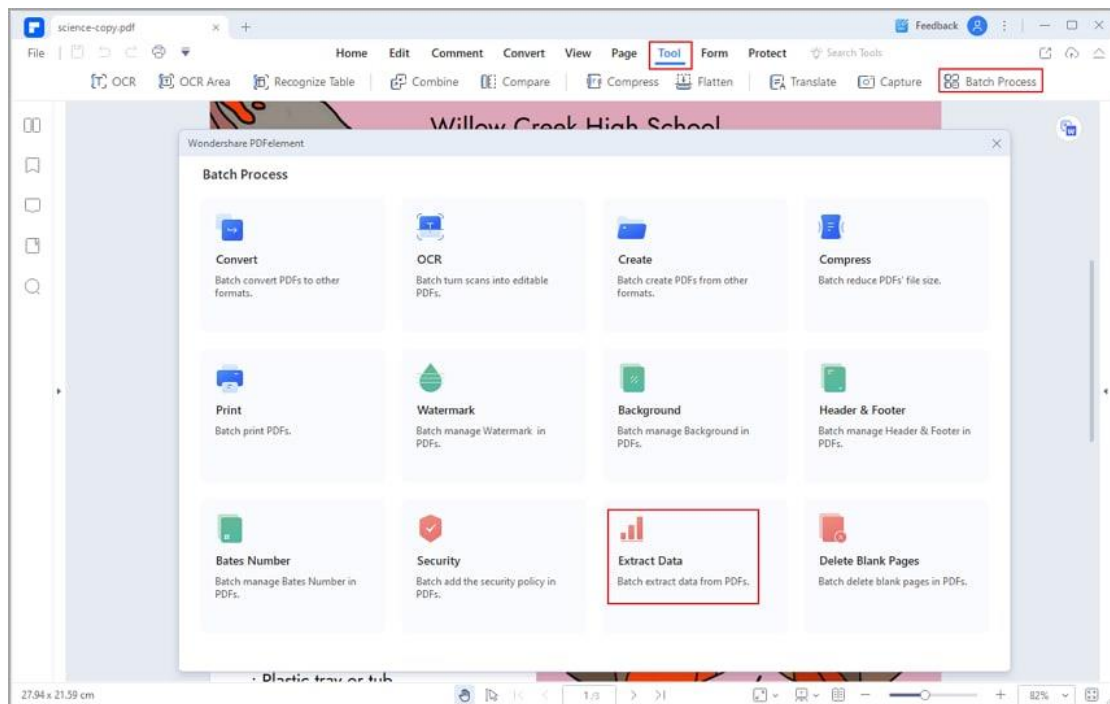 science-copy.pdf
Feedback
File
Home Edit Comment Convert View Page Tool Form Protect Search Tools
OCR OCR Area Recognize Table Combine Compare Compress Flatten Translate Capture Batch Process
Willow Creek High School
Wondershare PDFelement
Batch Process
Convert
Batch convert PDFs to other
formats.
OCR
Batch turn scans into editable
PDFs.
Create
Batch create PDFs from other
formats.
Compress
Batch reduce PDFs' file size.
Print
Batch print PDFs.
Watermark
Batch manage Watermark in
PDFs.
Background
Batch manage Background in
PDFs.
Header & Footer
Batch manage Header & Footer in
PDFs.
Bates Number
Batch manage Bates Number in
PDFs.
Security
Batch add the security policy in
PDFs.
Extract Data
Batch extract data from PDFs.
Delete Blank Pages
Batch delete blank pages in PDFs.
· Plastic tray or tub
27.94 x 21.59 cm
1/3
82%